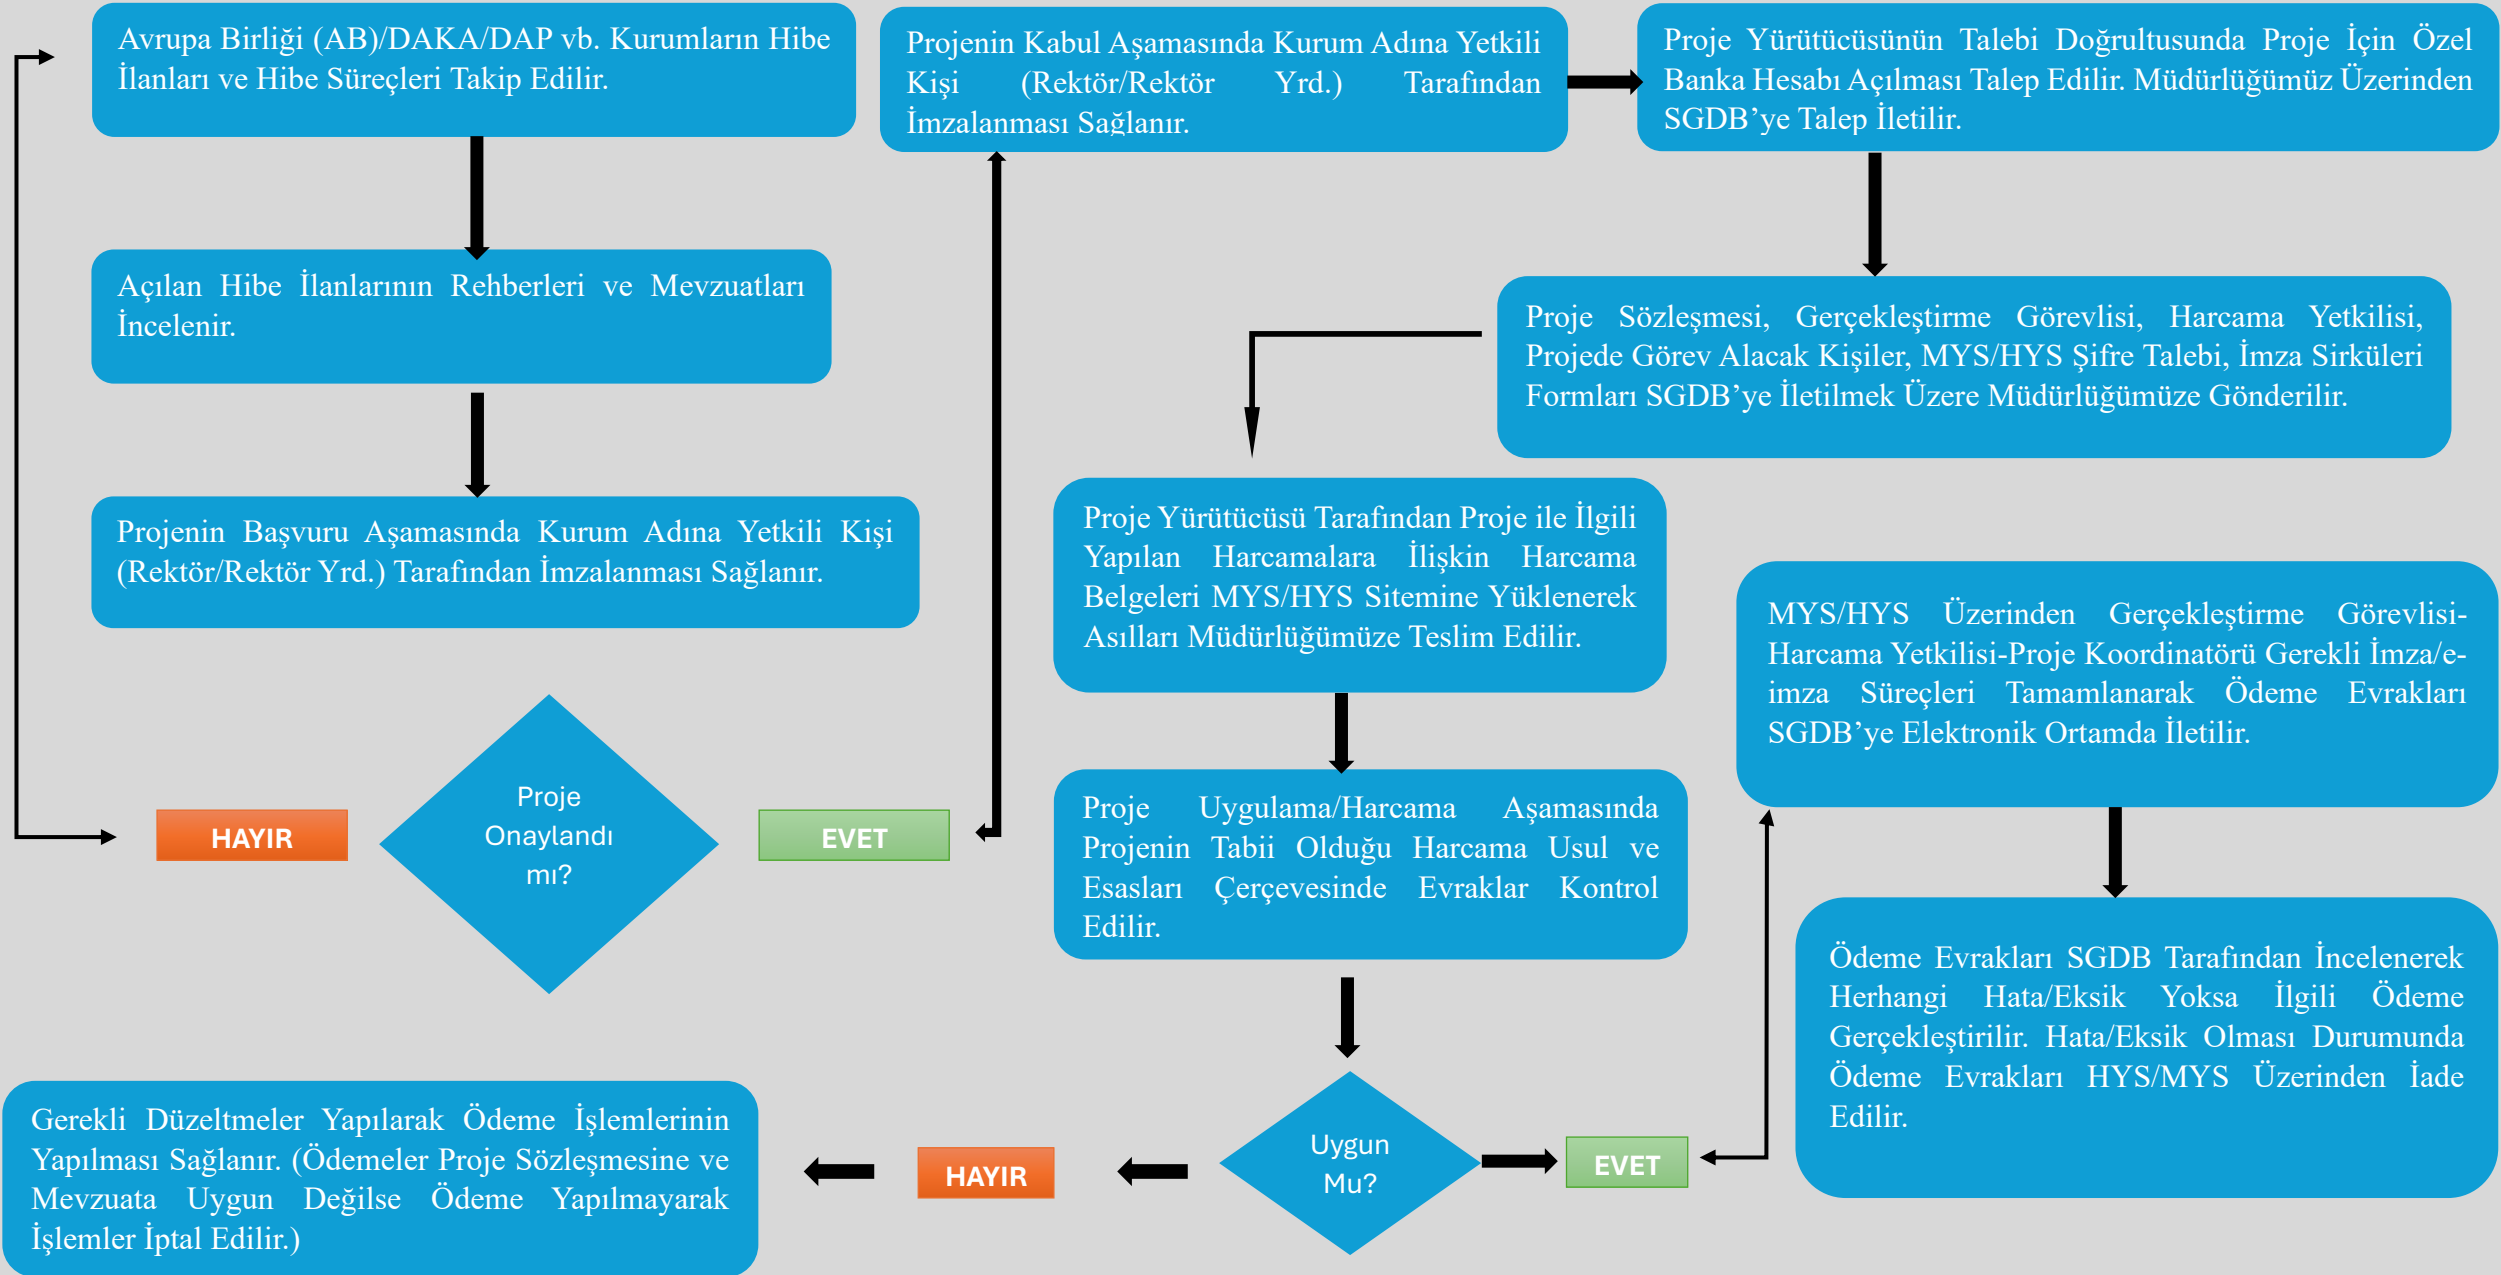 Avrupa Birliği (AB)/DAKA/DAP vb. Kurumların Hibe
İlanları ve Hibe Süreçleri Takip Edilir.
Açılan Hibe İlanlarının Rehberleri ve Mevzuatları
İncelenir.
Projenin Başvuru Aşamasında Kurum Adına Yetkili Kişi
(Rektör/Rektör Yrd.) Tarafından İmzalanması Sağlanır.
Proje
Onaylandı
mı?
HAYIR
EVET
Projenin Kabul Aşamasında Kurum Adına Yetkili
Kişi (Rektör/Rektör Yrd.) Tarafından
İmzalanması Sağlanır.
Proje Yürütücüsünün Talebi Doğrultusunda Proje İçin Özel
Banka Hesabı Açılması Talep Edilir. Müdürlüğümüz Üzerinden
SGDB’ye Talep İletilir.
Proje Sözleşmesi, Gerçekleştirme Görevlisi, Harcama Yetkilisi,
Projede Görev Alacak Kişiler, MYS/HYS Şifre Talebi, İmza Sirküleri
Formları SGDB’ye İletilmek Üzere Müdürlüğümüze Gönderilir.
Proje Yürütücüsü Tarafından Proje ile İlgili
Yapılan Harcamalara İlişkin Harcama
Belgeleri MYS/HYS Sitemine Yüklenerek
Asılları Müdürlüğümüze Teslim Edilir.
Proje Uygulama/Harcama Aşamasında
Projenin Tabii Olduğu Harcama Usul ve
Esasları Çerçevesinde Evraklar Kontrol
Edilir.
Uygun
Mu?
HAYIR
EVET
Gerekli Düzeltmeler Yapılarak Ödeme İşlemlerinin
Yapılması Sağlanır. (Ödemeler Proje Sözleşmesine ve
Mevzuata Uygun Değilse Ödeme Yapılmayarak
İşlemler İptal Edilir.)
MYS/HYS Üzerinden Gerçekleştirme Görevlisi-
Harcama Yetkilisi-Proje Koordinatörü Gerekli İmza/e-
imza Süreçleri Tamamlanarak Ödeme Evrakları
SGDB’ye Elektronik Ortamda İletilir.
Ödeme Evrakları SGDB Tarafından İncelenerek
Herhangi Hata/Eksik Yoksa İlgili Ödeme
Gerçekleştirilir. Hata/Eksik Olması Durumunda
Ödeme Evrakları HYS/MYS Üzerinden İade
Edilir.